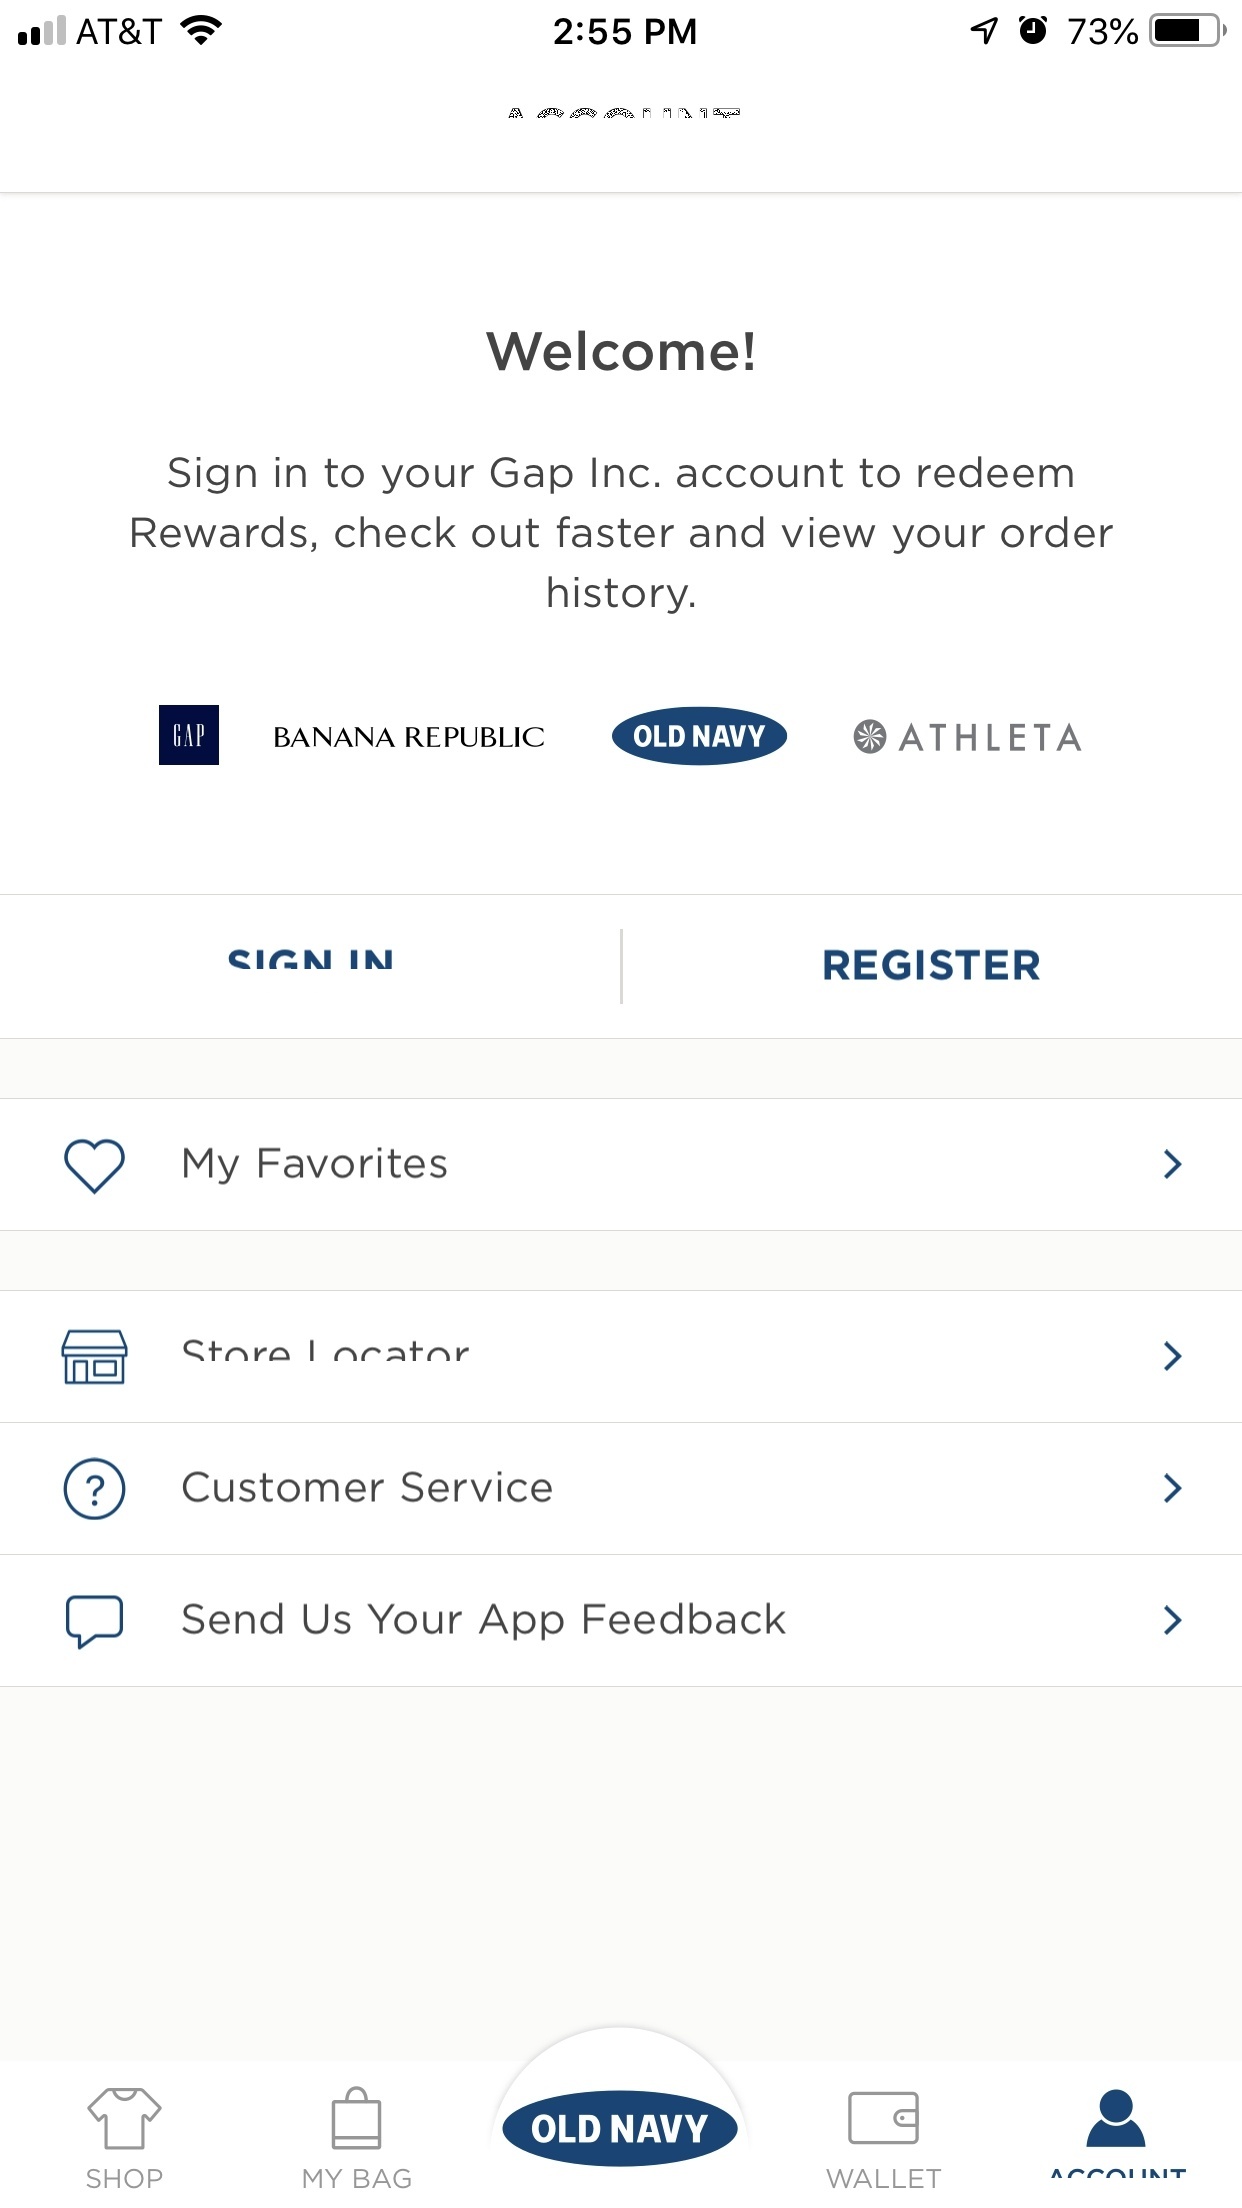 AT&T
2:55 PM
73%
Welcome!
Sign in to your Gap Inc. account to redeem
Rewards, check out faster and view your order
history.
GAP
BANANA REPUBLIC
OLD NAVY
ATHLETA
SIGN IN
REGISTER
My Favorites
Store Locator
Customer Service
Send Us Your App Feedback
OLD NAVY
SHOP
MY BAG
WALLET
ACCOUNT